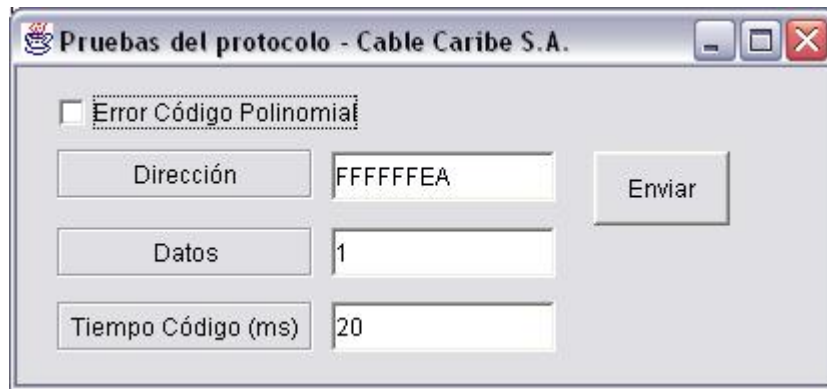 Pruebas del protocolo - Cable Caribe S.A.
Error Código Polinomial
Dirección FFFFFFEA Enviar
Datos 1
Tiempo Código (ms) 20